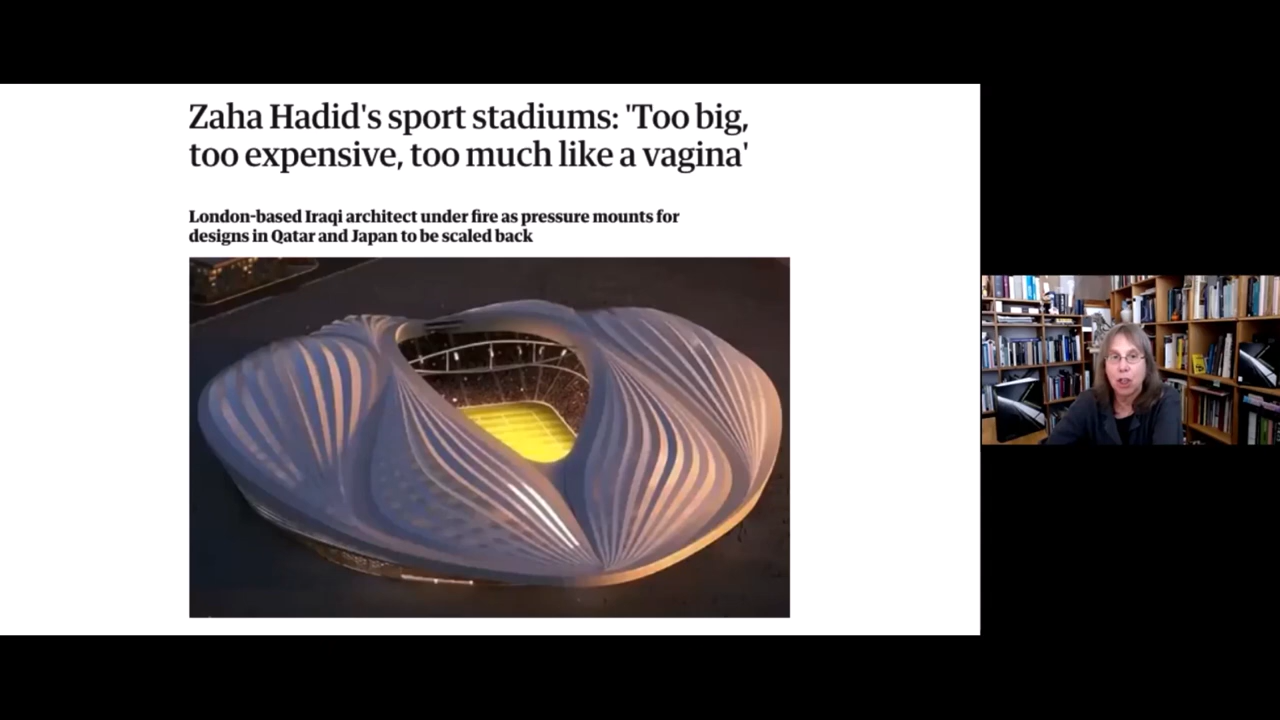 Zaha Hadid's sport stadiums: 'Too big,
too expensive, too much like a vagina'
London-based Iraqi architect under fire as pressure mounts for
designs in Qatar and Japan to be scaled back